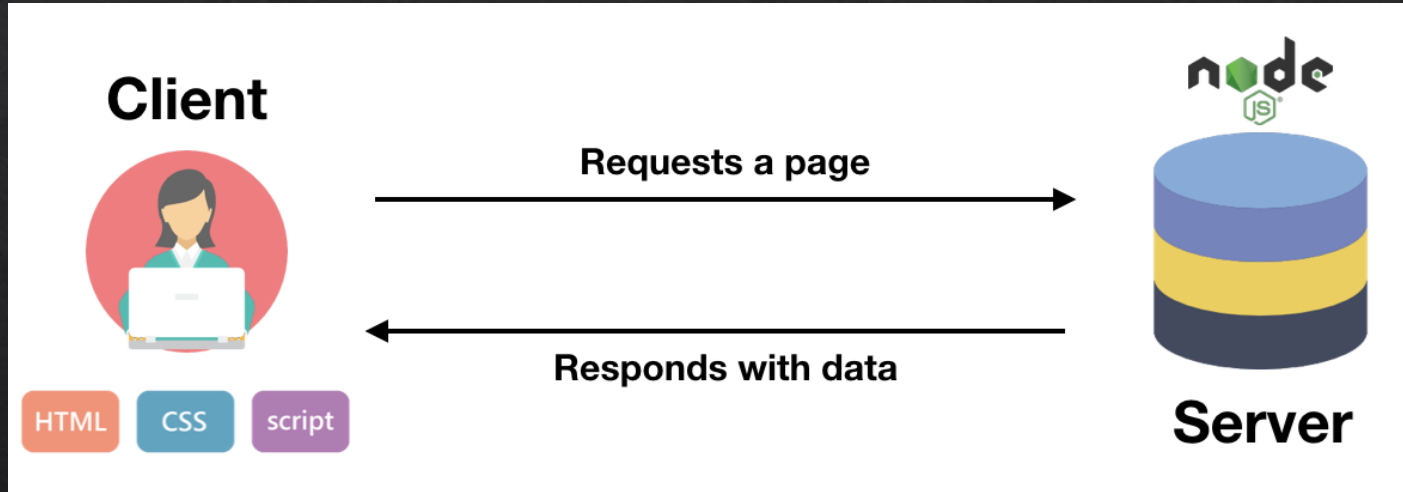 Client
node
JS
Requests a page
Responds with data
HTML
CSS
script
Server